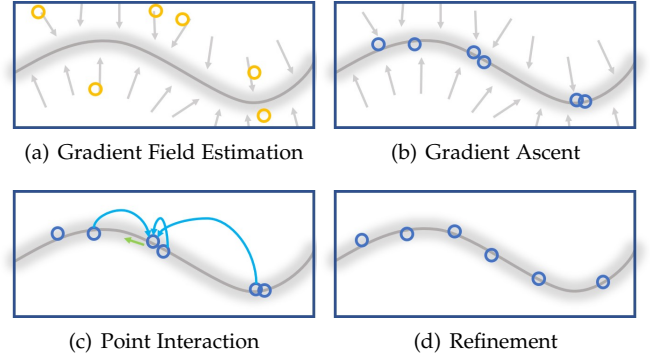 (a) Gradient Field Estimation
(b) Gradient Ascent
(c) Point Interaction
(d) Refinement